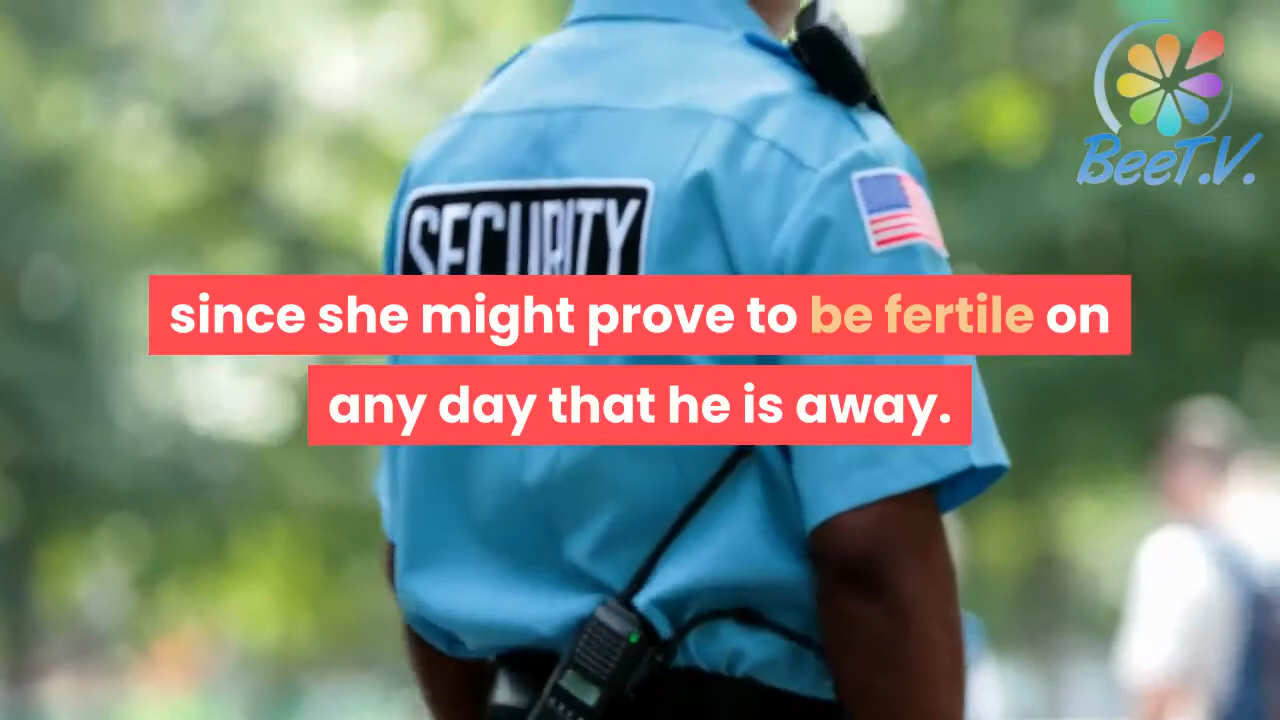 BeeT.V.
SECURITY
since she might prove to be fertile on
any day that he is away.